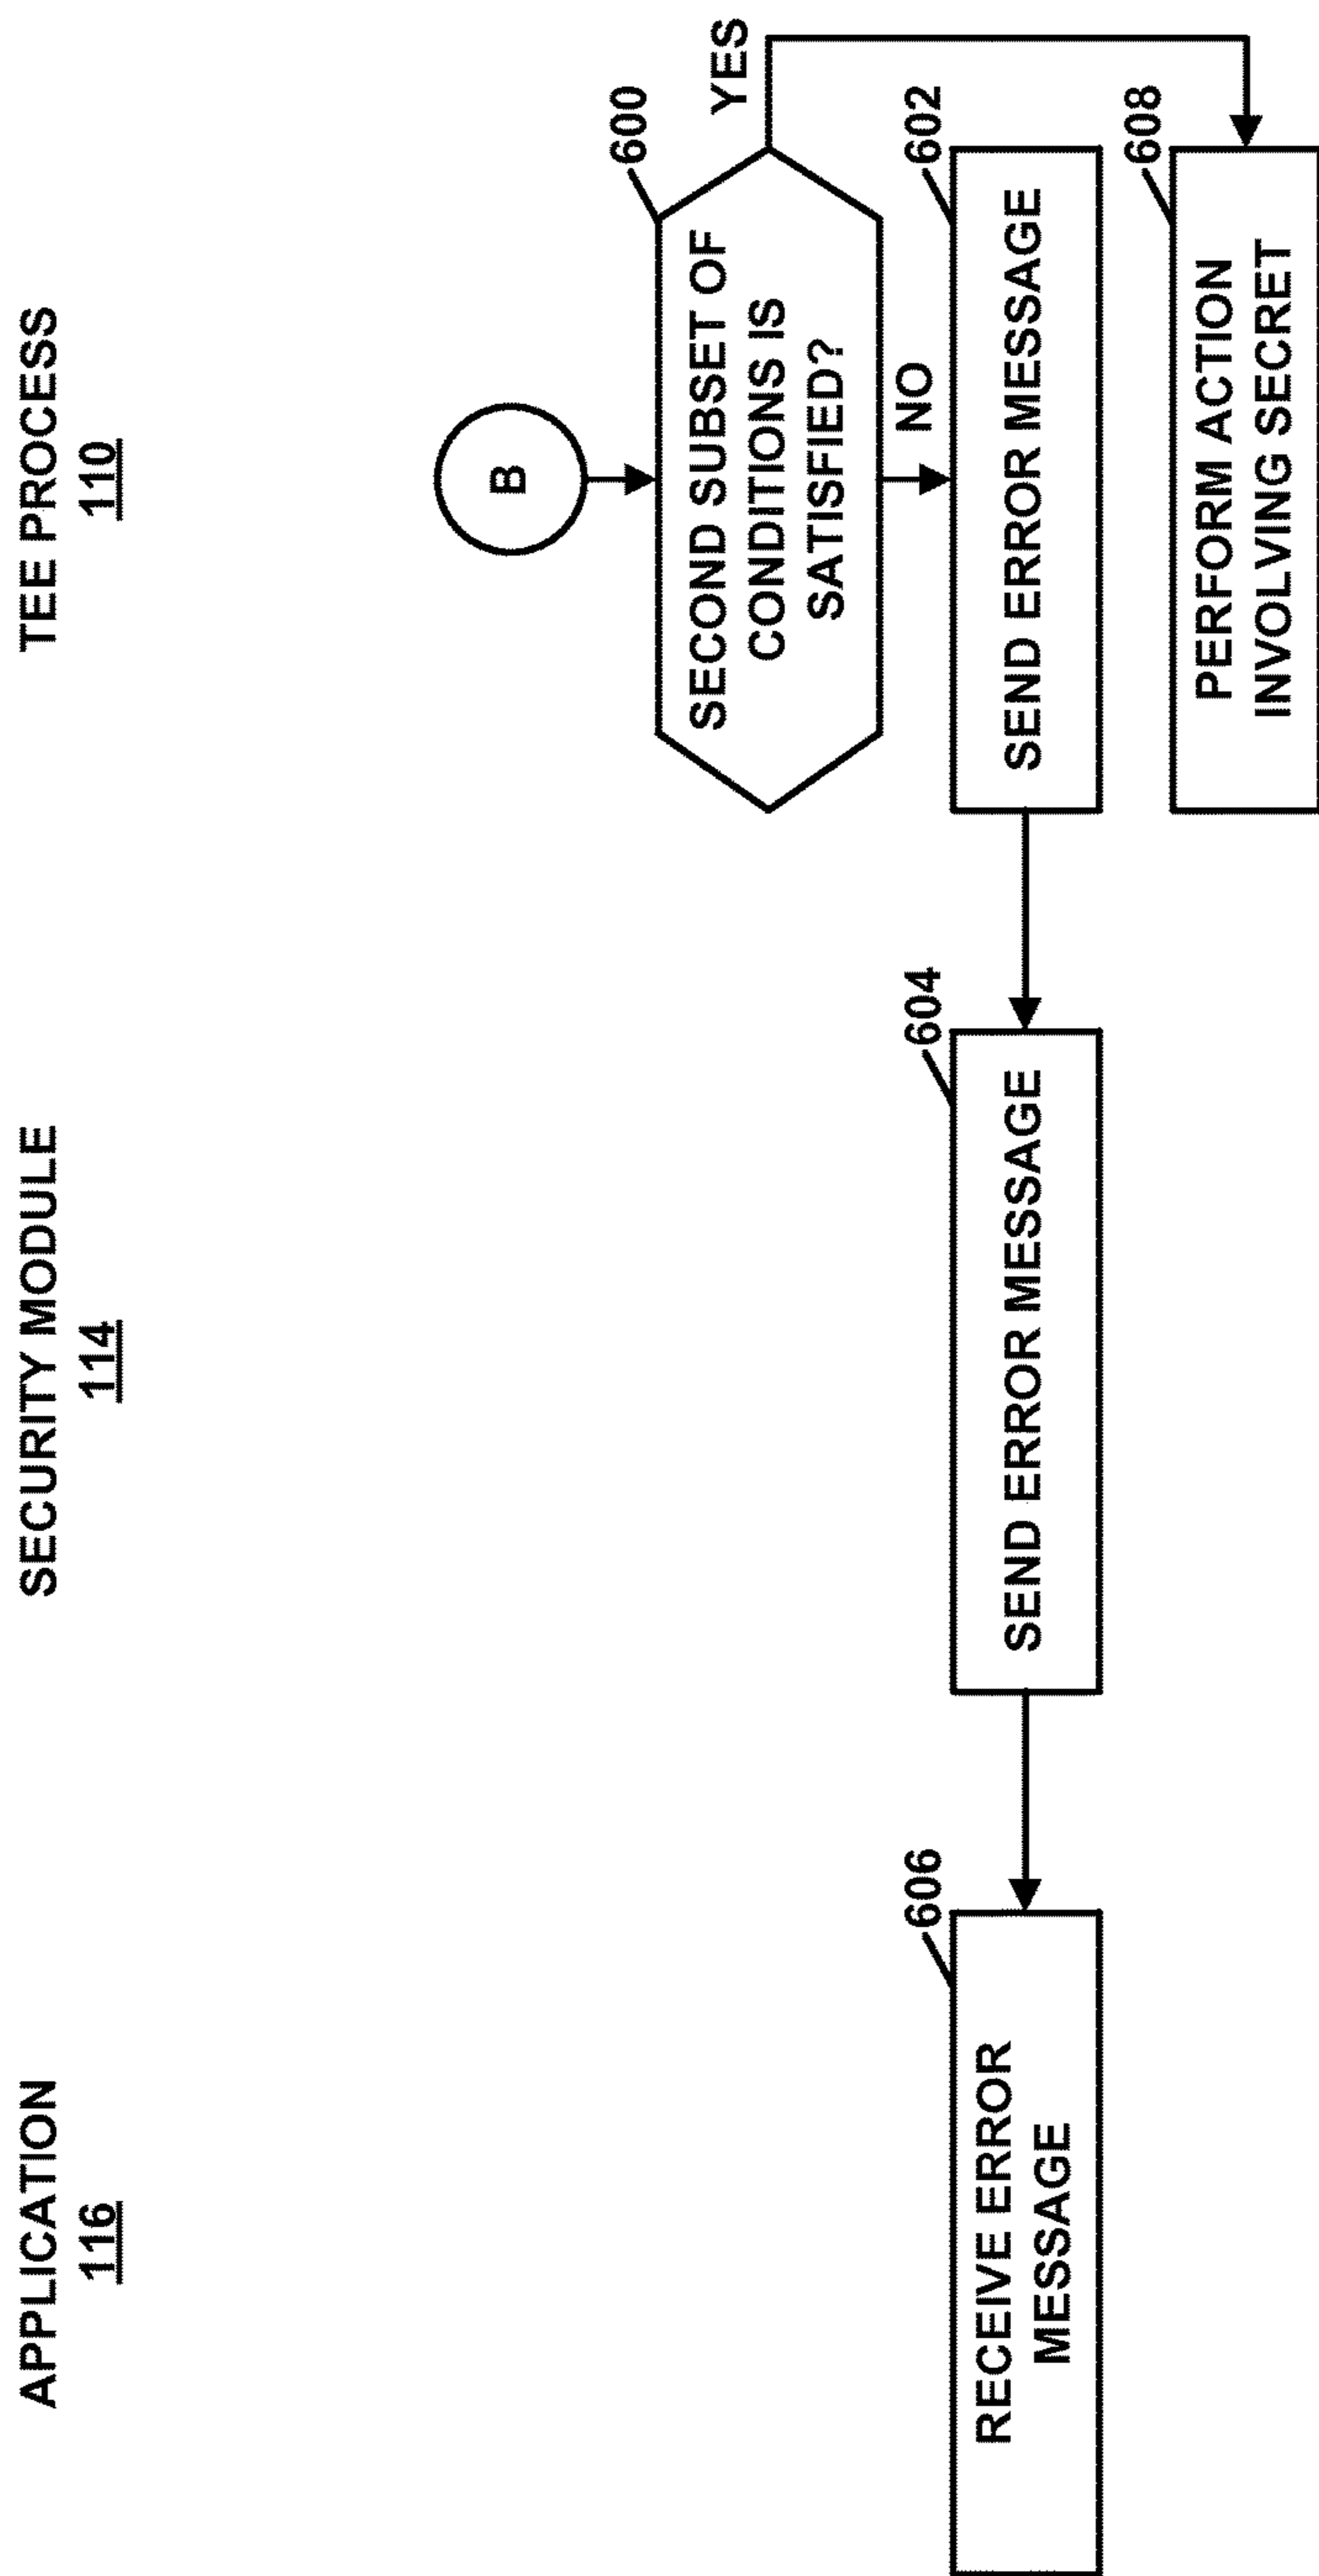 APPLICATION
116
SECURITY MODULE
114
TEE PROCESS
110
B
600
SECOND SUBSET OF
CONDITIONS IS
SATISFIED?
YES
NO
606
RECEIVE ERROR
MESSAGE
604
SEND ERROR MESSAGE
602
SEND ERROR MESSAGE
608
PERFORM ACTION
INVOLVING SECRET